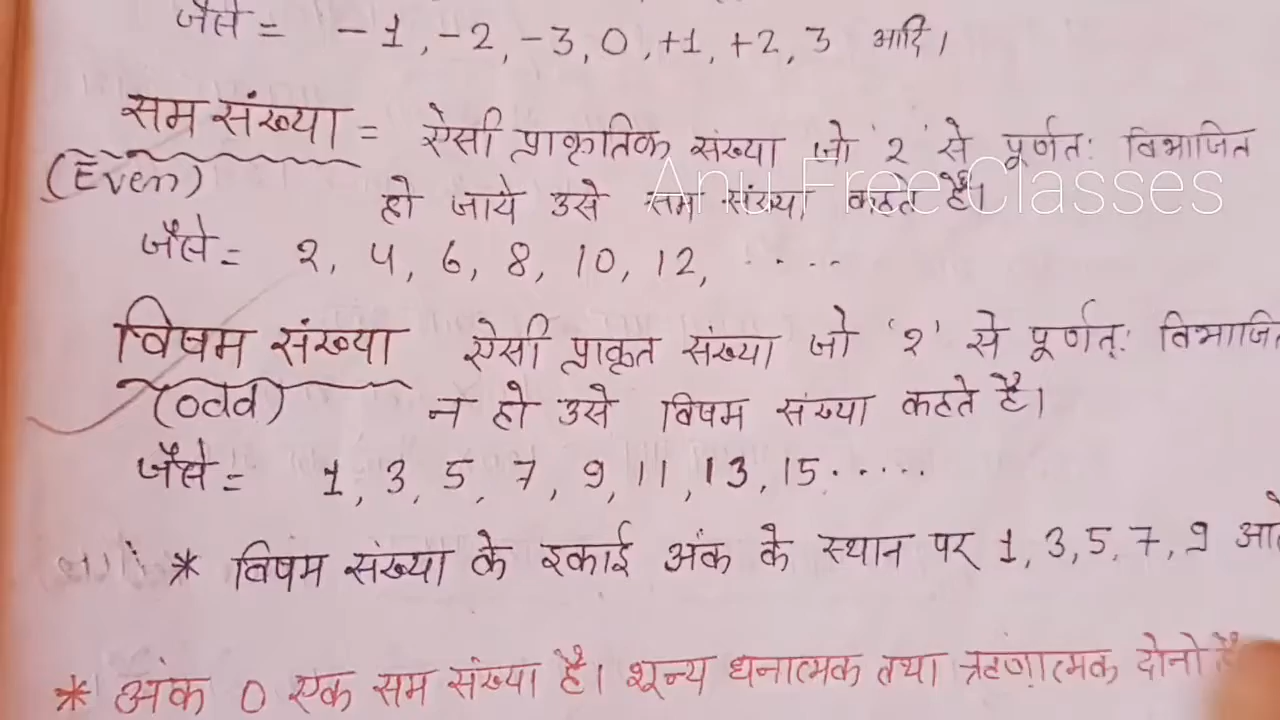 जैसे = -1, -2, -3, 0, +1, +2, 3 आदि।
सम संख्या = ऐसी प्राकृतिक संख्या जो '2' से पूर्णतः विभाजित
(Even) हो जाये उसे सम संख्या कहते है।
Anu Free Classes
जैसे = 2, 4, 6, 8, 10, 12, ....
विषम संख्या ऐसी प्राकृत संख्या जो '2' से पूर्णत्ः विभाजि
(odd) न हो उसे विषम संख्या कहते है।
जैसे = 1, 3, 5, 7, 9, 11, 13, 15.....
* विषम संख्या के इकाई अंक के स्थान पर 1, 3, 5, 7, 9 आते
* अंक 0 एक सम संख्या है। शून्य धनात्मक तथा ऋणात्मक दोनो है